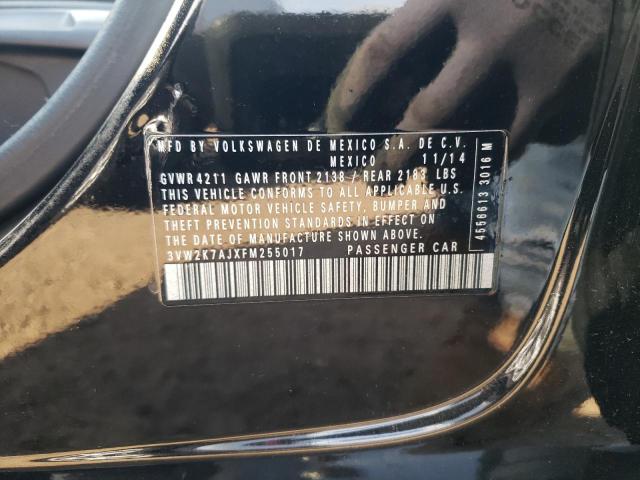 MFD BY VOLKSWAGEN DE MEXICO S.A. DE C.V.
MEXICO 11/14
GVWR 4211 GAWR FRONT 2138 / REAR 2183 LBS
THIS VEHICLE CONFORMS TO ALL APPLICABLE U.S.
FEDERAL MOTOR VEHICLE SAFETY, BUMPER AND
THEFT PREVENTION STANDARDS IN EFFECT ON
THE DATE OF MANUFACTURE SHOWN ABOVE.
3VW2K7AJXFM255017 PASSENGER CAR
4556613 3016 M